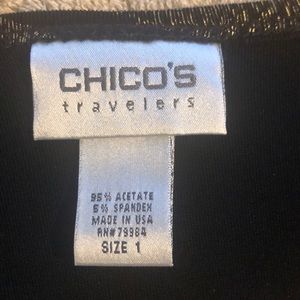 CHICO'S
travelers
95% ACETATE
5% SPANDEX
MADE IN USA
RN#79984
SIZE 1